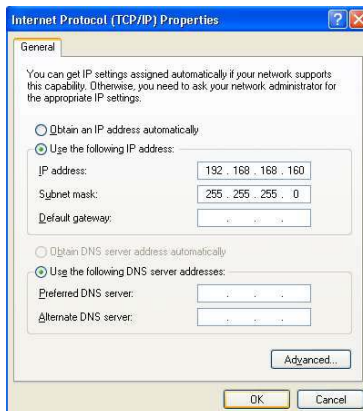 Internet Protocol (TCP/IP) Properties
General
You can get IP settings assigned automatically if your network supports
this capability. Otherwise, you need to ask your network administrator for
the appropriate IP settings.
Obtain an IP address automatically
Use the following IP address:
IP address: 192 . 168 . 168 . 160
Subnet mask: 255 . 255 . 255 . 0
Default gateway: . . .
Obtain DNS server address automatically
Use the following DNS server addresses:
Preferred DNS server: . . .
Alternate DNS server: . . .
Advanced...
OK Cancel